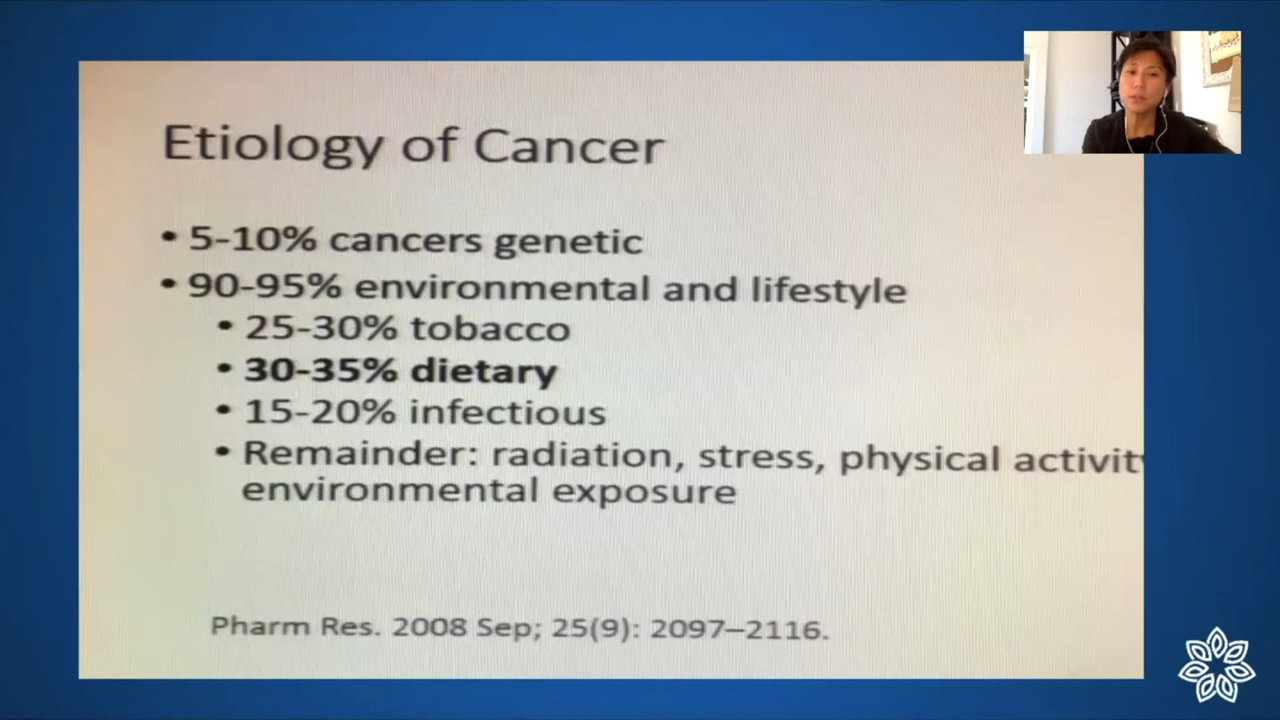 Etiology of Cancer
• 5-10% cancers genetic
• 90-95% environmental and lifestyle
• 25-30% tobacco
• 30-35% dietary
• 15-20% infectious
• Remainder: radiation, stress, physical activit
environmental exposure
Pharm Res. 2008 Sep; 25(9): 2097–2116.